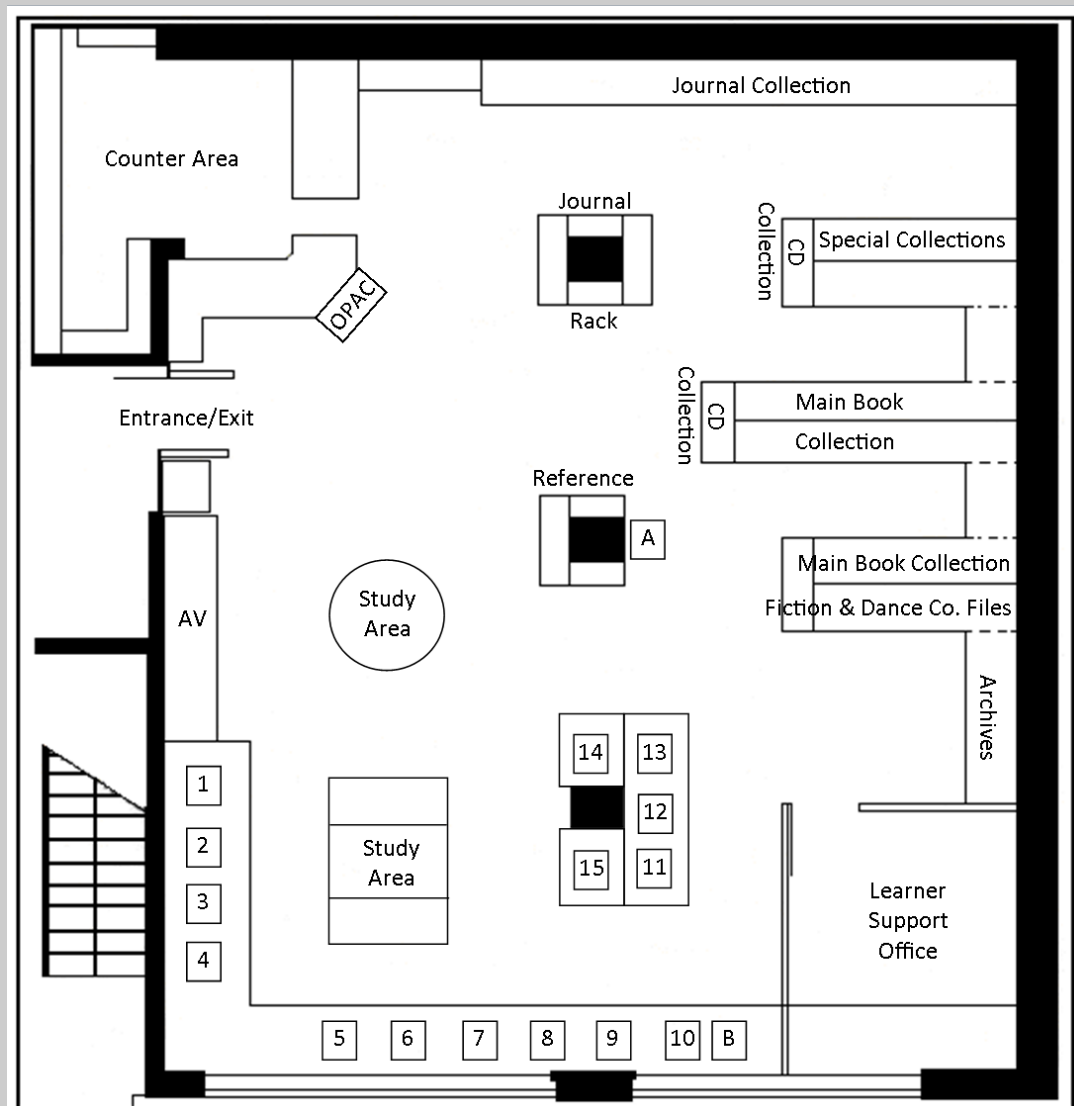 Journal Collection
Counter Area
Journal
Rack
Collection
CD
Special Collections
OPAC
Entrance/Exit
Collection
CD
Main Book
Collection
Reference
A
Main Book Collection
Fiction & Dance Co. Files
Study
Area
AV
Archives
1
2
3
4
Study
Area
14
13
12
15
11
Learner
Support
Office
5
6
7
8
9
10
B